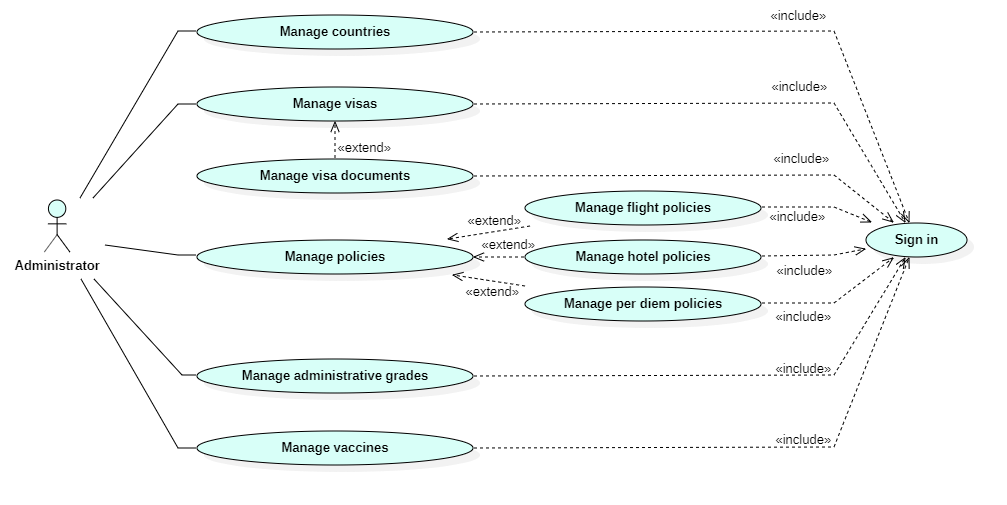 «include»
Manage countries
«include»
Manage visas
«extend»
«include»
Manage visa documents
Manage flight policies
«include»
«extend»
Sign in
«extend»
Manage policies
Manage hotel policies
Administrator
«include»
«extend»
Manage per diem policies
«include»
«include»
Manage administrative grades
«include»
Manage vaccines